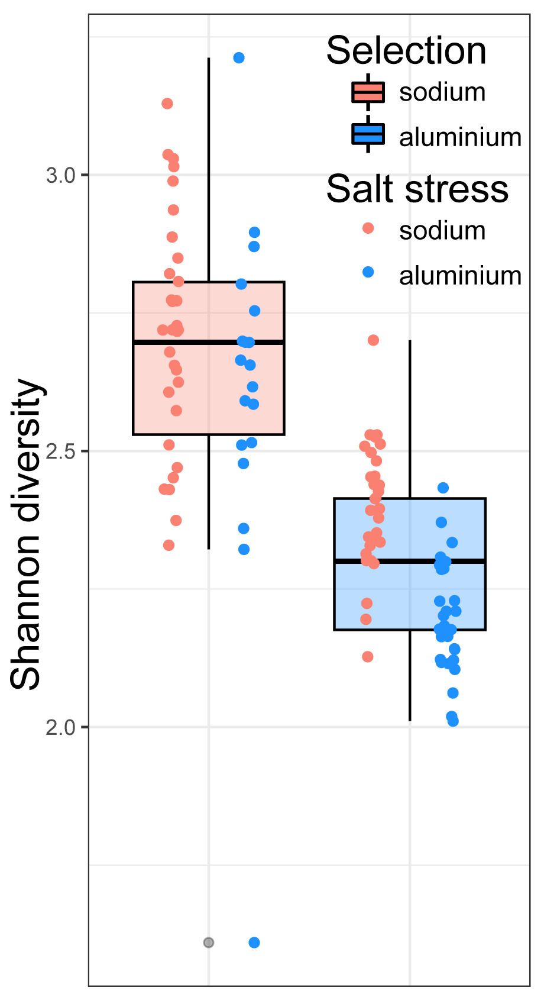 Selection
sodium
aluminium
Salt stress
sodium
aluminium
3.0
2.5
2.0
Shannon diversity